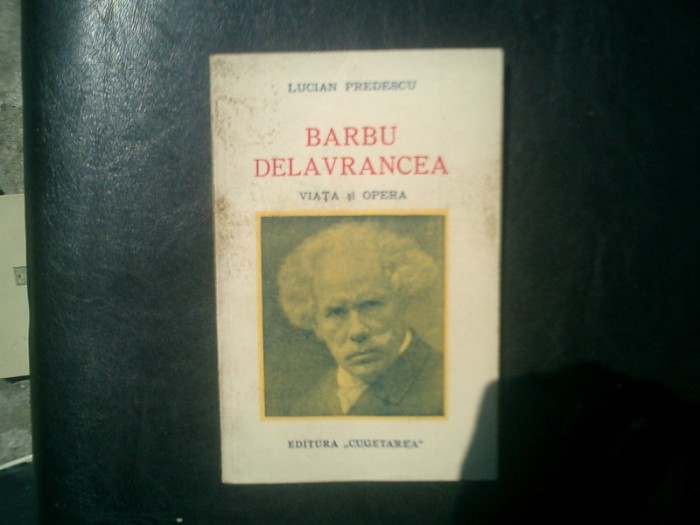 LUCIAN PREDESCU
BARBU
DELAVRANCEA
VIAȚA și OPERA
EDITURA „CUGETAREA"